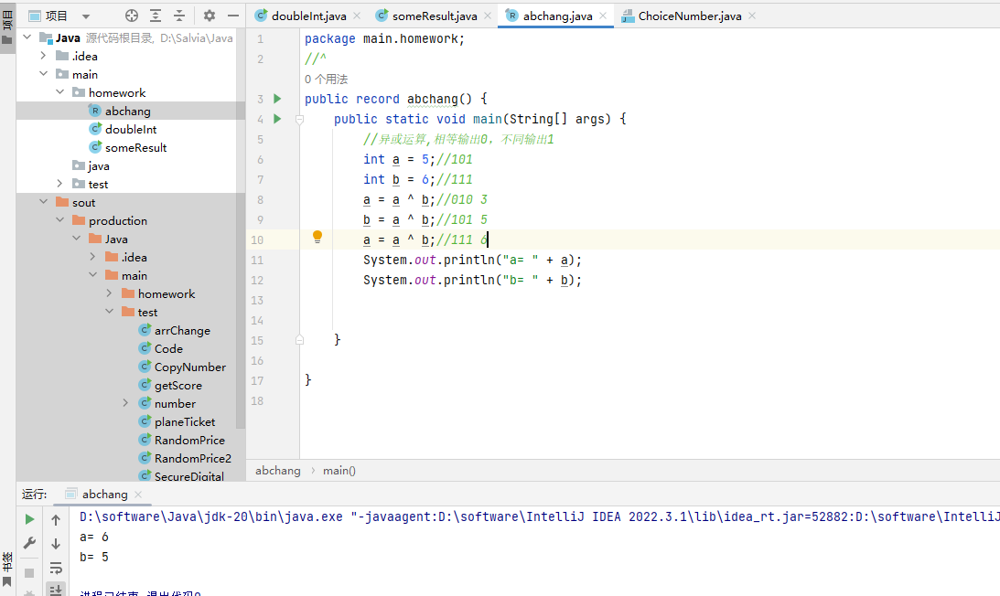 项目
项目
doubleInt.java
someResult.java
abchang.java
ChoiceNumber.java
Java 源代码根目录, D:\Salvia\Java
.idea
main
homework
abchang
doubleInt
someResult
java
test
sout
production
Java
.idea
main
homework
test
arrChange
Code
CopyNumber
getScore
number
planeTicket
RandomPrice
RandomPrice2
SecureDigital
1 package main.homework;
2 //^
0 个用法
3 public record abchang() {
4 public static void main(String[] args) {
5 //异或运算,相等输出0，不同输出1
6 int a = 5;//101
7 int b = 6;//111
8 a = a ^ b;//010 3
9 b = a ^ b;//101 5
10 a = a ^ b;//111 6
11 System.out.println("a= " + a);
12 System.out.println("b= " + b);
13
14
15 }
16
17 }
18
abchang > main()
运行: abchang
D:\software\Java\jdk-20\bin\java.exe "-javaagent:D:\software\IntelliJ IDEA 2022.3.1\lib\idea_rt.jar=52882:D:\software\IntelliJ
a= 6
b= 5
进程已结束,退出代码0
书签